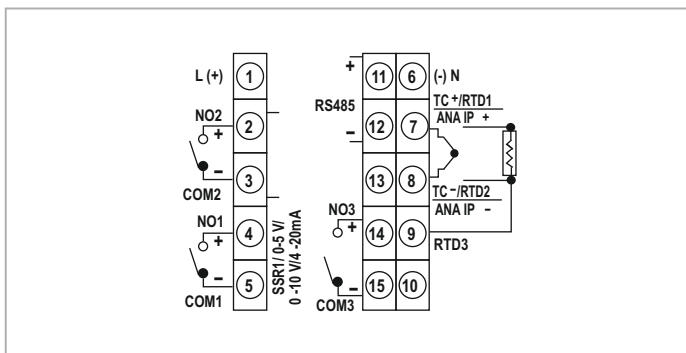 L (+)
1
NO2
+
2
−
3
COM2
NO1
+
4
−
5
COM1
SSR1/ 0-5 V/
0 -10 V/4 -20mA
+
11
6
(-) N
RS485
12
7
TC +/RTD1
ANA IP +
−
13
8
TC −/RTD2
ANA IP −
NO3
+
14
9
RTD3
−
15
10
COM3